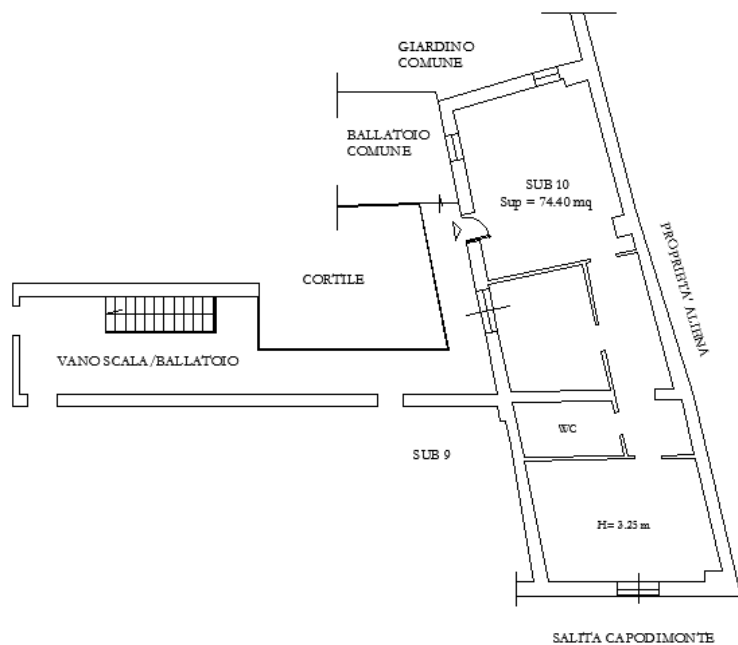 GIARDINO
COMUNE
BALLATOIO
COMUNE
SUB 10
Sup = 74.40 mq
PROPRIETA' ALIENA
CORTILE
VANO SCALA/BALLATOIO
WC
SUB 9
H= 3.25 m
SALITA CAPODIMONTE